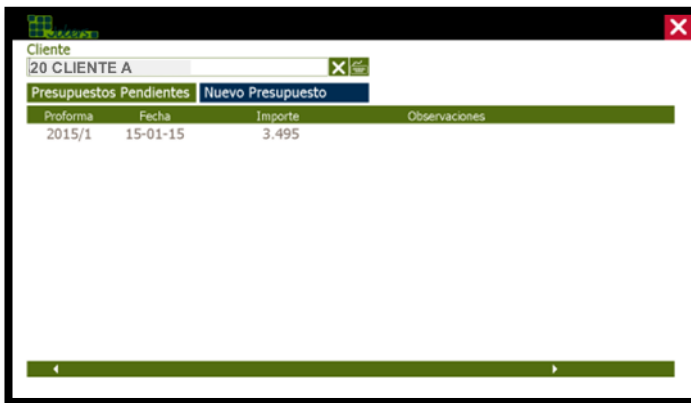 Cliente
20 CLIENTE A
Presupuestos Pendientes Nuevo Presupuesto
Proforma Fecha Importe Observaciones
2015/1 15-01-15 3.495